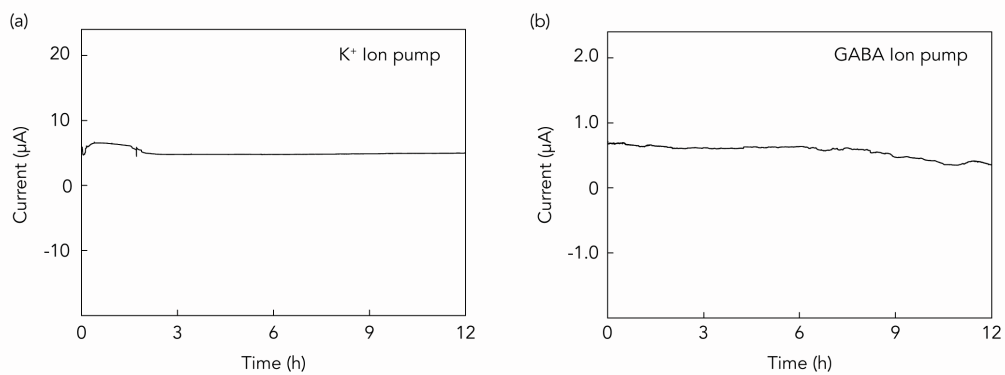 (a)
K⁺ Ion pump
Current (μA)
20
10
0
-10
0 3 6 9 12
Time (h)
(b)
GABA Ion pump
Current (μA)
2.0
1.0
0
-1.0
0 3 6 9 12
Time (h)